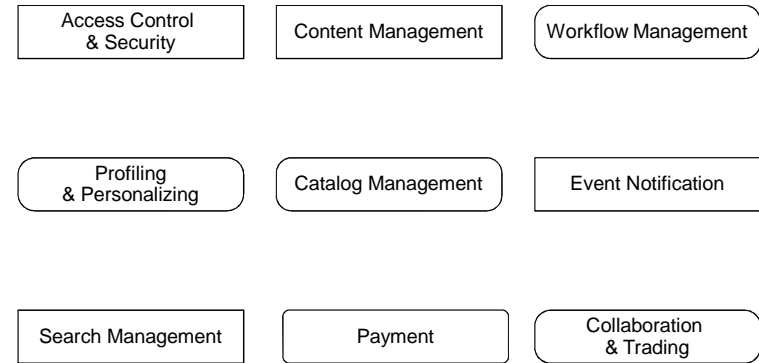 Access Control
& Security
Content Management
Workflow Management
Profiling
& Personalizing
Catalog Management
Event Notification
Search Management
Payment
Collaboration
& Trading